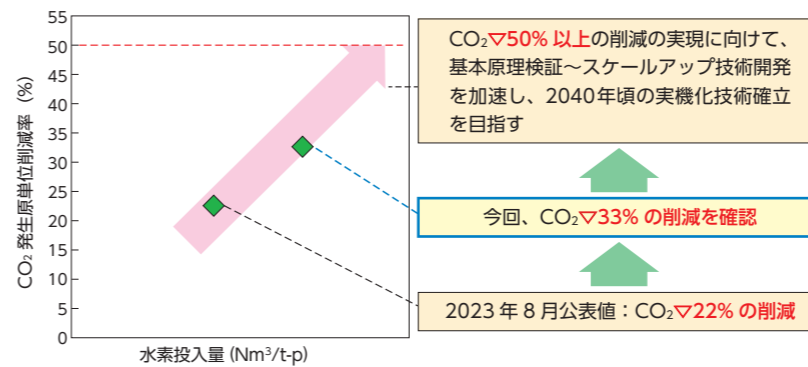 CO₂発生原単位削減率（%）
55
50
45
40
35
30
25
20
15
10
5
0
水素投入量 (Nm³/t-p)
CO₂▽50% 以上の削減の実現に向けて、
基本原理検証～スケールアップ技術開発
を加速し、2040年頃の実機化技術確立
を目指す
今回、CO₂▽33% の削減を確認
2023 年 8 月公表値：CO₂▽22% の削減